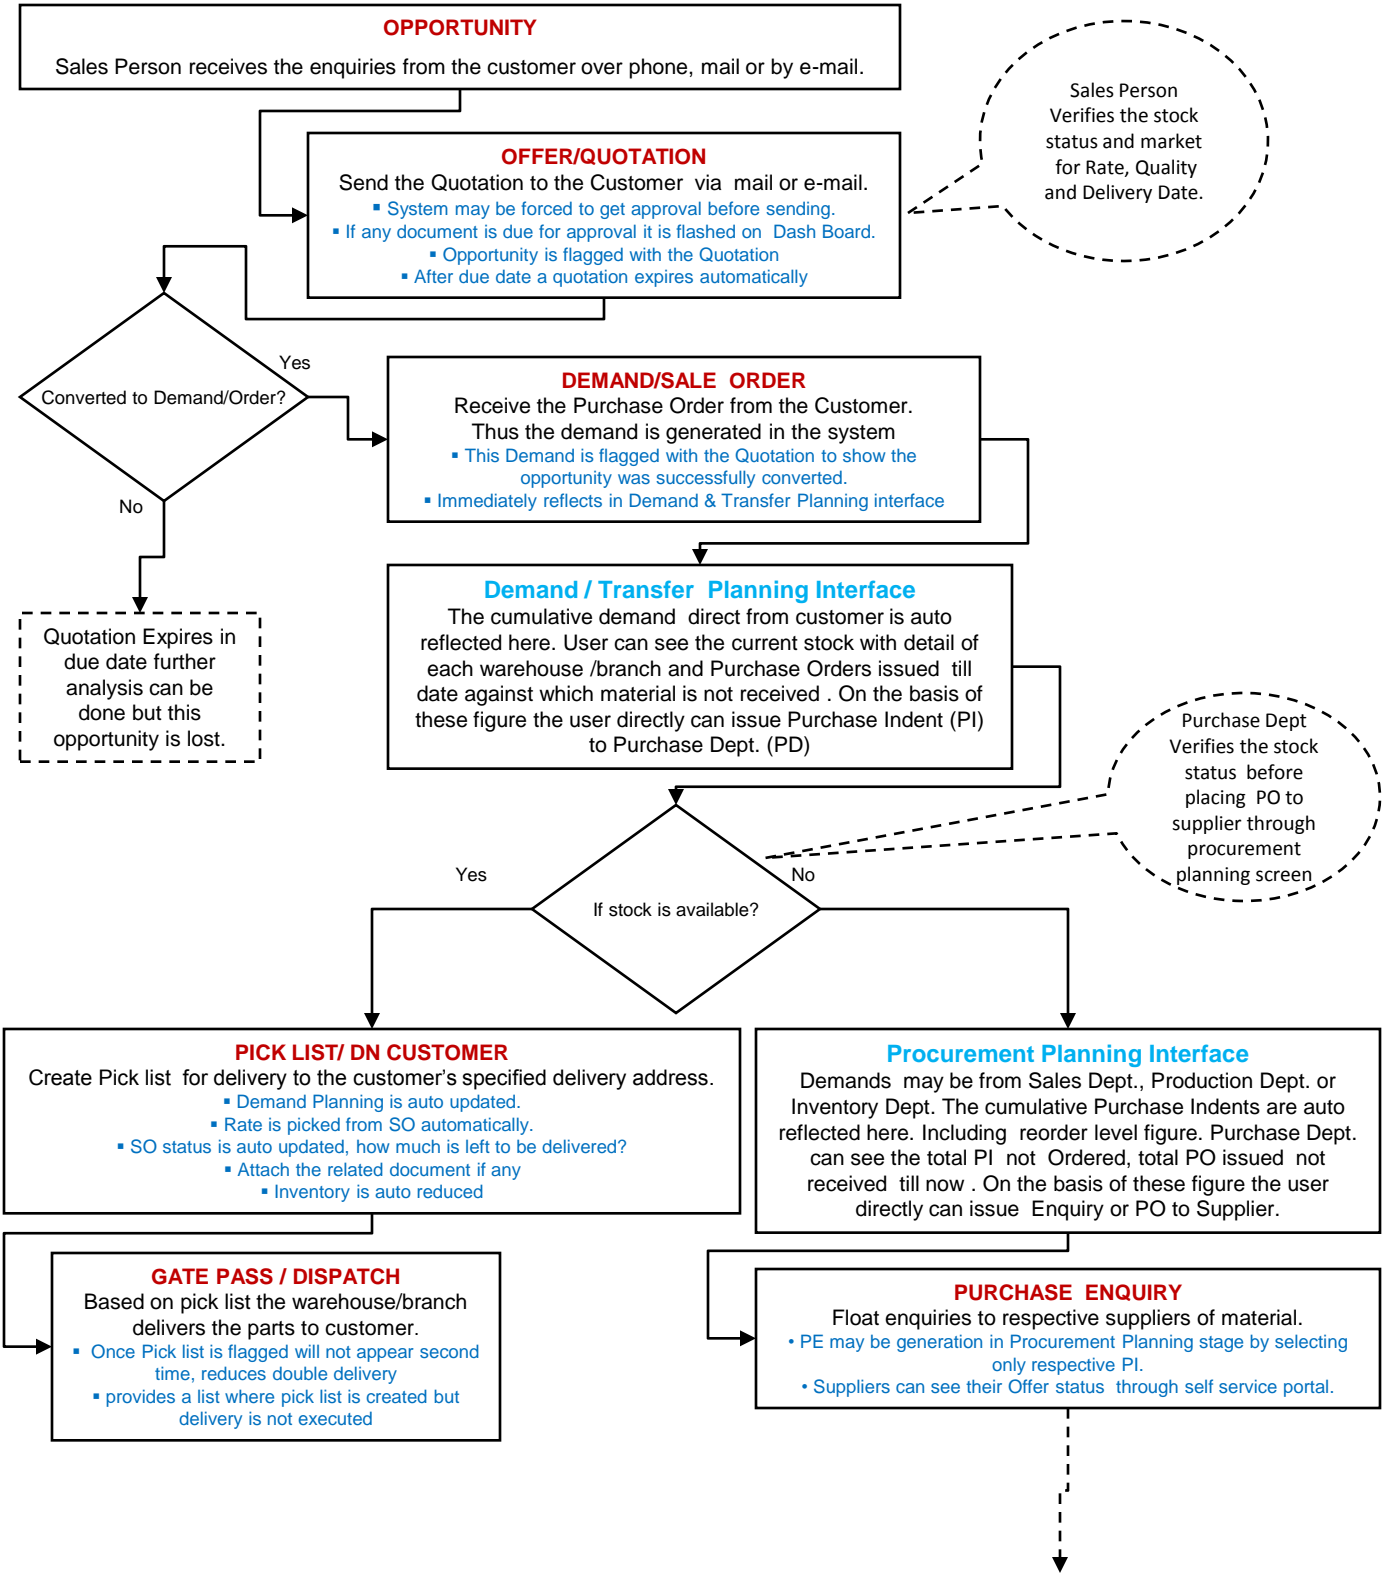 OPPORTUNITY
Sales Person receives the enquiries from the customer over phone, mail or by e-mail.
Sales Person
Verifies the stock
status and market
for Rate, Quality
and Delivery Date.
OFFER/QUOTATION
Send the Quotation to the Customer via mail or e-mail.
▪ System may be forced to get approval before sending.
▪ If any document is due for approval it is flashed on Dash Board.
▪ Opportunity is flagged with the Quotation
▪ After due date a quotation expires automatically
Converted to Demand/Order?
Yes
No
DEMAND/SALE ORDER
Receive the Purchase Order from the Customer.
Thus the demand is generated in the system
▪ This Demand is flagged with the Quotation to show the
opportunity was successfully converted.
▪ Immediately reflects in Demand & Transfer Planning interface
Quotation Expires in
due date further
analysis can be
done but this
opportunity is lost.
Demand / Transfer Planning Interface
The cumulative demand direct from customer is auto
reflected here. User can see the current stock with detail of
each warehouse /branch and Purchase Orders issued till
date against which material is not received . On the basis of
these figure the user directly can issue Purchase Indent (PI)
to Purchase Dept. (PD)
Purchase Dept
Verifies the stock
status before
placing PO to
supplier through
procurement
planning screen
If stock is available?
Yes
No
PICK LIST/ DN CUSTOMER
Create Pick list for delivery to the customer's specified delivery address.
▪ Demand Planning is auto updated.
▪ Rate is picked from SO automatically.
▪ SO status is auto updated, how much is left to be delivered?
▪ Attach the related document if any
▪ Inventory is auto reduced
Procurement Planning Interface
Demands may be from Sales Dept., Production Dept. or
Inventory Dept. The cumulative Purchase Indents are auto
reflected here. Including reorder level figure. Purchase Dept.
can see the total PI not Ordered, total PO issued not
received till now . On the basis of these figure the user
directly can issue Enquiry or PO to Supplier.
GATE PASS / DISPATCH
Based on pick list the warehouse/branch
delivers the parts to customer.
▪ Once Pick list is flagged will not appear second
time, reduces double delivery
▪ provides a list where pick list is created but
delivery is not executed
PURCHASE ENQUIRY
Float enquiries to respective suppliers of material.
• PE may be generation in Procurement Planning stage by selecting
only respective PI.
• Suppliers can see their Offer status through self service portal.